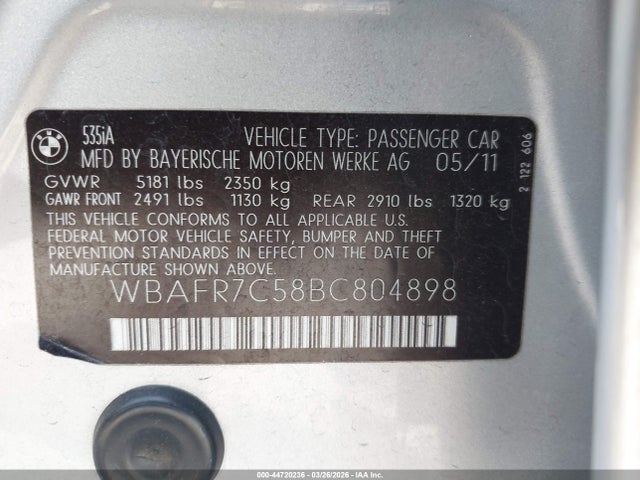 BMW
535iA VEHICLE TYPE: PASSENGER CAR
MFD BY BAYERISCHE MOTOREN WERKE AG 05/11
GVWR 5181 lbs 2350 kg
GAWR FRONT 2491 lbs 1130 kg REAR 2910 lbs 1320 kg
THIS VEHICLE CONFORMS TO ALL APPLICABLE U.S.
FEDERAL MOTOR VEHICLE SAFETY, BUMPER AND THEFT
PREVENTION STANDARDS IN EFFECT ON THE DATE OF
MANUFACTURE SHOWN ABOVE:
WBAFR7C58BC804898
2 122 606
000-44720236 - 03/26/2026 - IAA Inc.